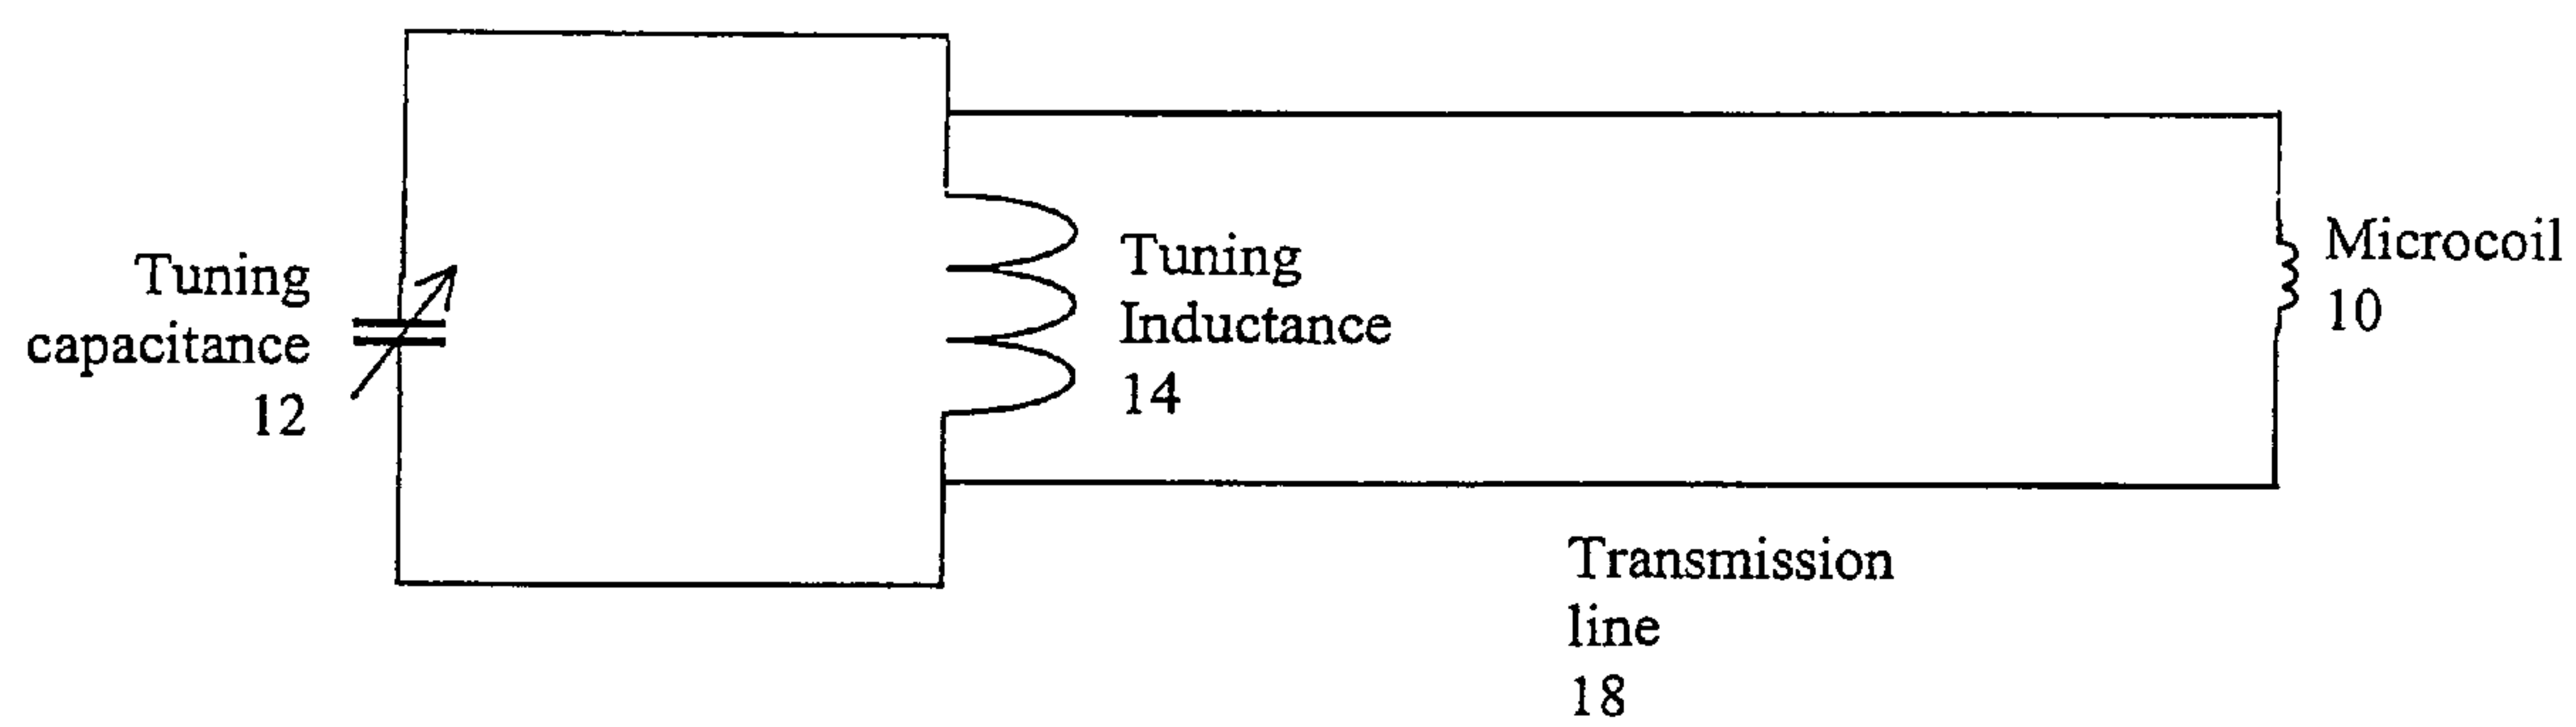 Tuning
capacitance
12
Tuning
Inductance
14
Microcoil
10
Transmission
line
18